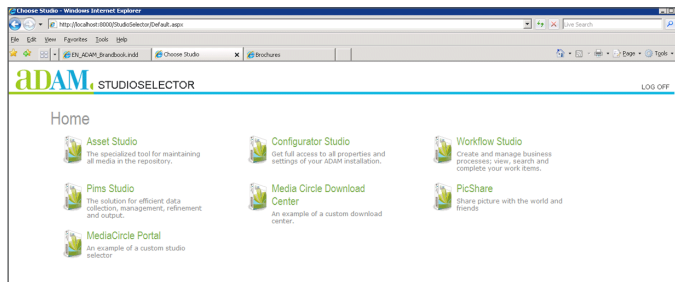 Choose Studio - Windows Internet Explorer
http://localhost:8000/StudioSelector/Default.aspx
Live Search
File Edit View Favorites Tools Help
EN_ADAM_Brandbook.indd
Choose Studio
Brochures
Page
Tools
aDAM. STUDIOSELECTOR
LOG OFF
Home
Asset Studio
The specialized tool for maintaining
all media in the repository.
Configurator Studio
Get full access to all properties and
settings of your ADAM installation.
Workflow Studio
Create and manage business
processes; view, search and
complete your work items.
Pims Studio
The solution for efficient data
collection, management, refinement
and output.
Media Circle Download
Center
An example of a custom download
center.
PicShare
Share picture with the world and
friends
MediaCircle Portal
An example of a custom studio
selector